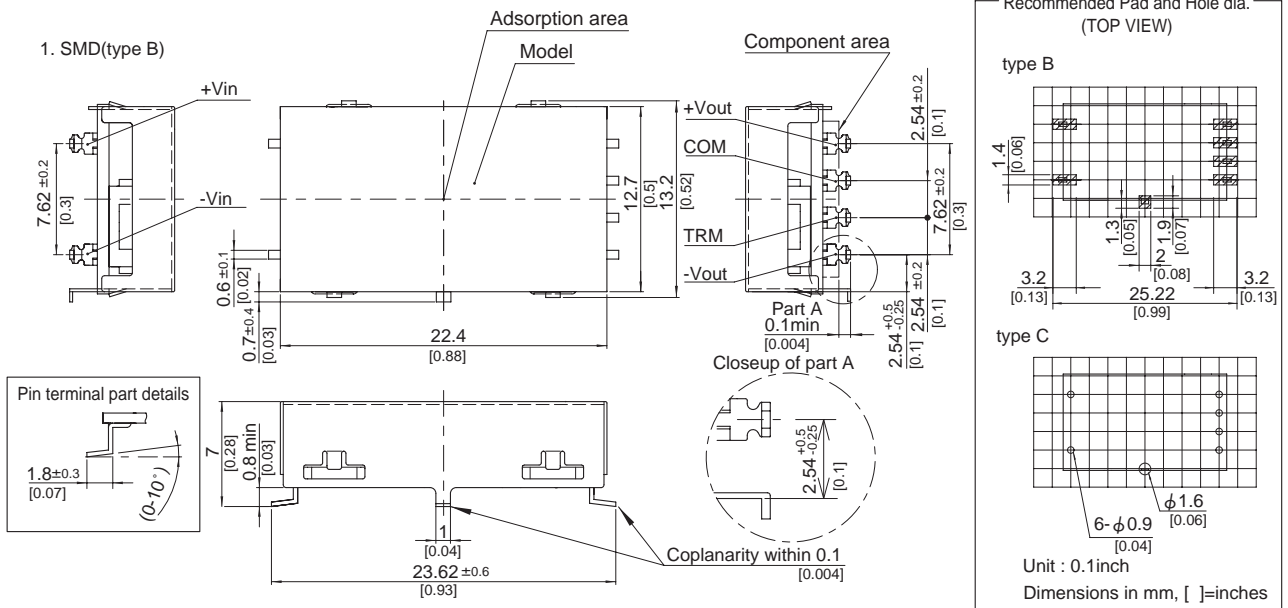 1. SMD(type B)
Adsorption area
Model
Component area
+Vin
-Vin
7.62 ±0.2
[0.3]
0.6±0.1
[0.02]
0.7±0.4
[0.03]
22.4
[0.88]
12.7
[0.5]
13.2
[0.52]
+Vout
COM
TRM
-Vout
2.54 ±0.2
[0.1]
7.62 ±0.2
[0.3]
2.54 ±0.2
[0.1]
2.54 +0.5 -0.25
[0.1]
Part A
0.1min
[0.004]
Closeup of part A
2.54 +0.5 -0.25
[0.1]
Pin terminal part details
1.8±0.3
[0.07]
(0-10°)
7
[0.28]
0.8 min
[0.03]
1
[0.04]
23.62 ±0.6
[0.93]
Coplanarity within 0.1
[0.004]
Recommended Pad and Hole dia.
(TOP VIEW)
type B
1.4
[0.06]
1.3
[0.05]
1.9
[0.07]
2
[0.08]
3.2
[0.13]
25.22
[0.99]
3.2
[0.13]
type C
φ1.6
[0.06]
6-φ0.9
[0.04]
Unit : 0.1inch
Dimensions in mm, [ ]=inches